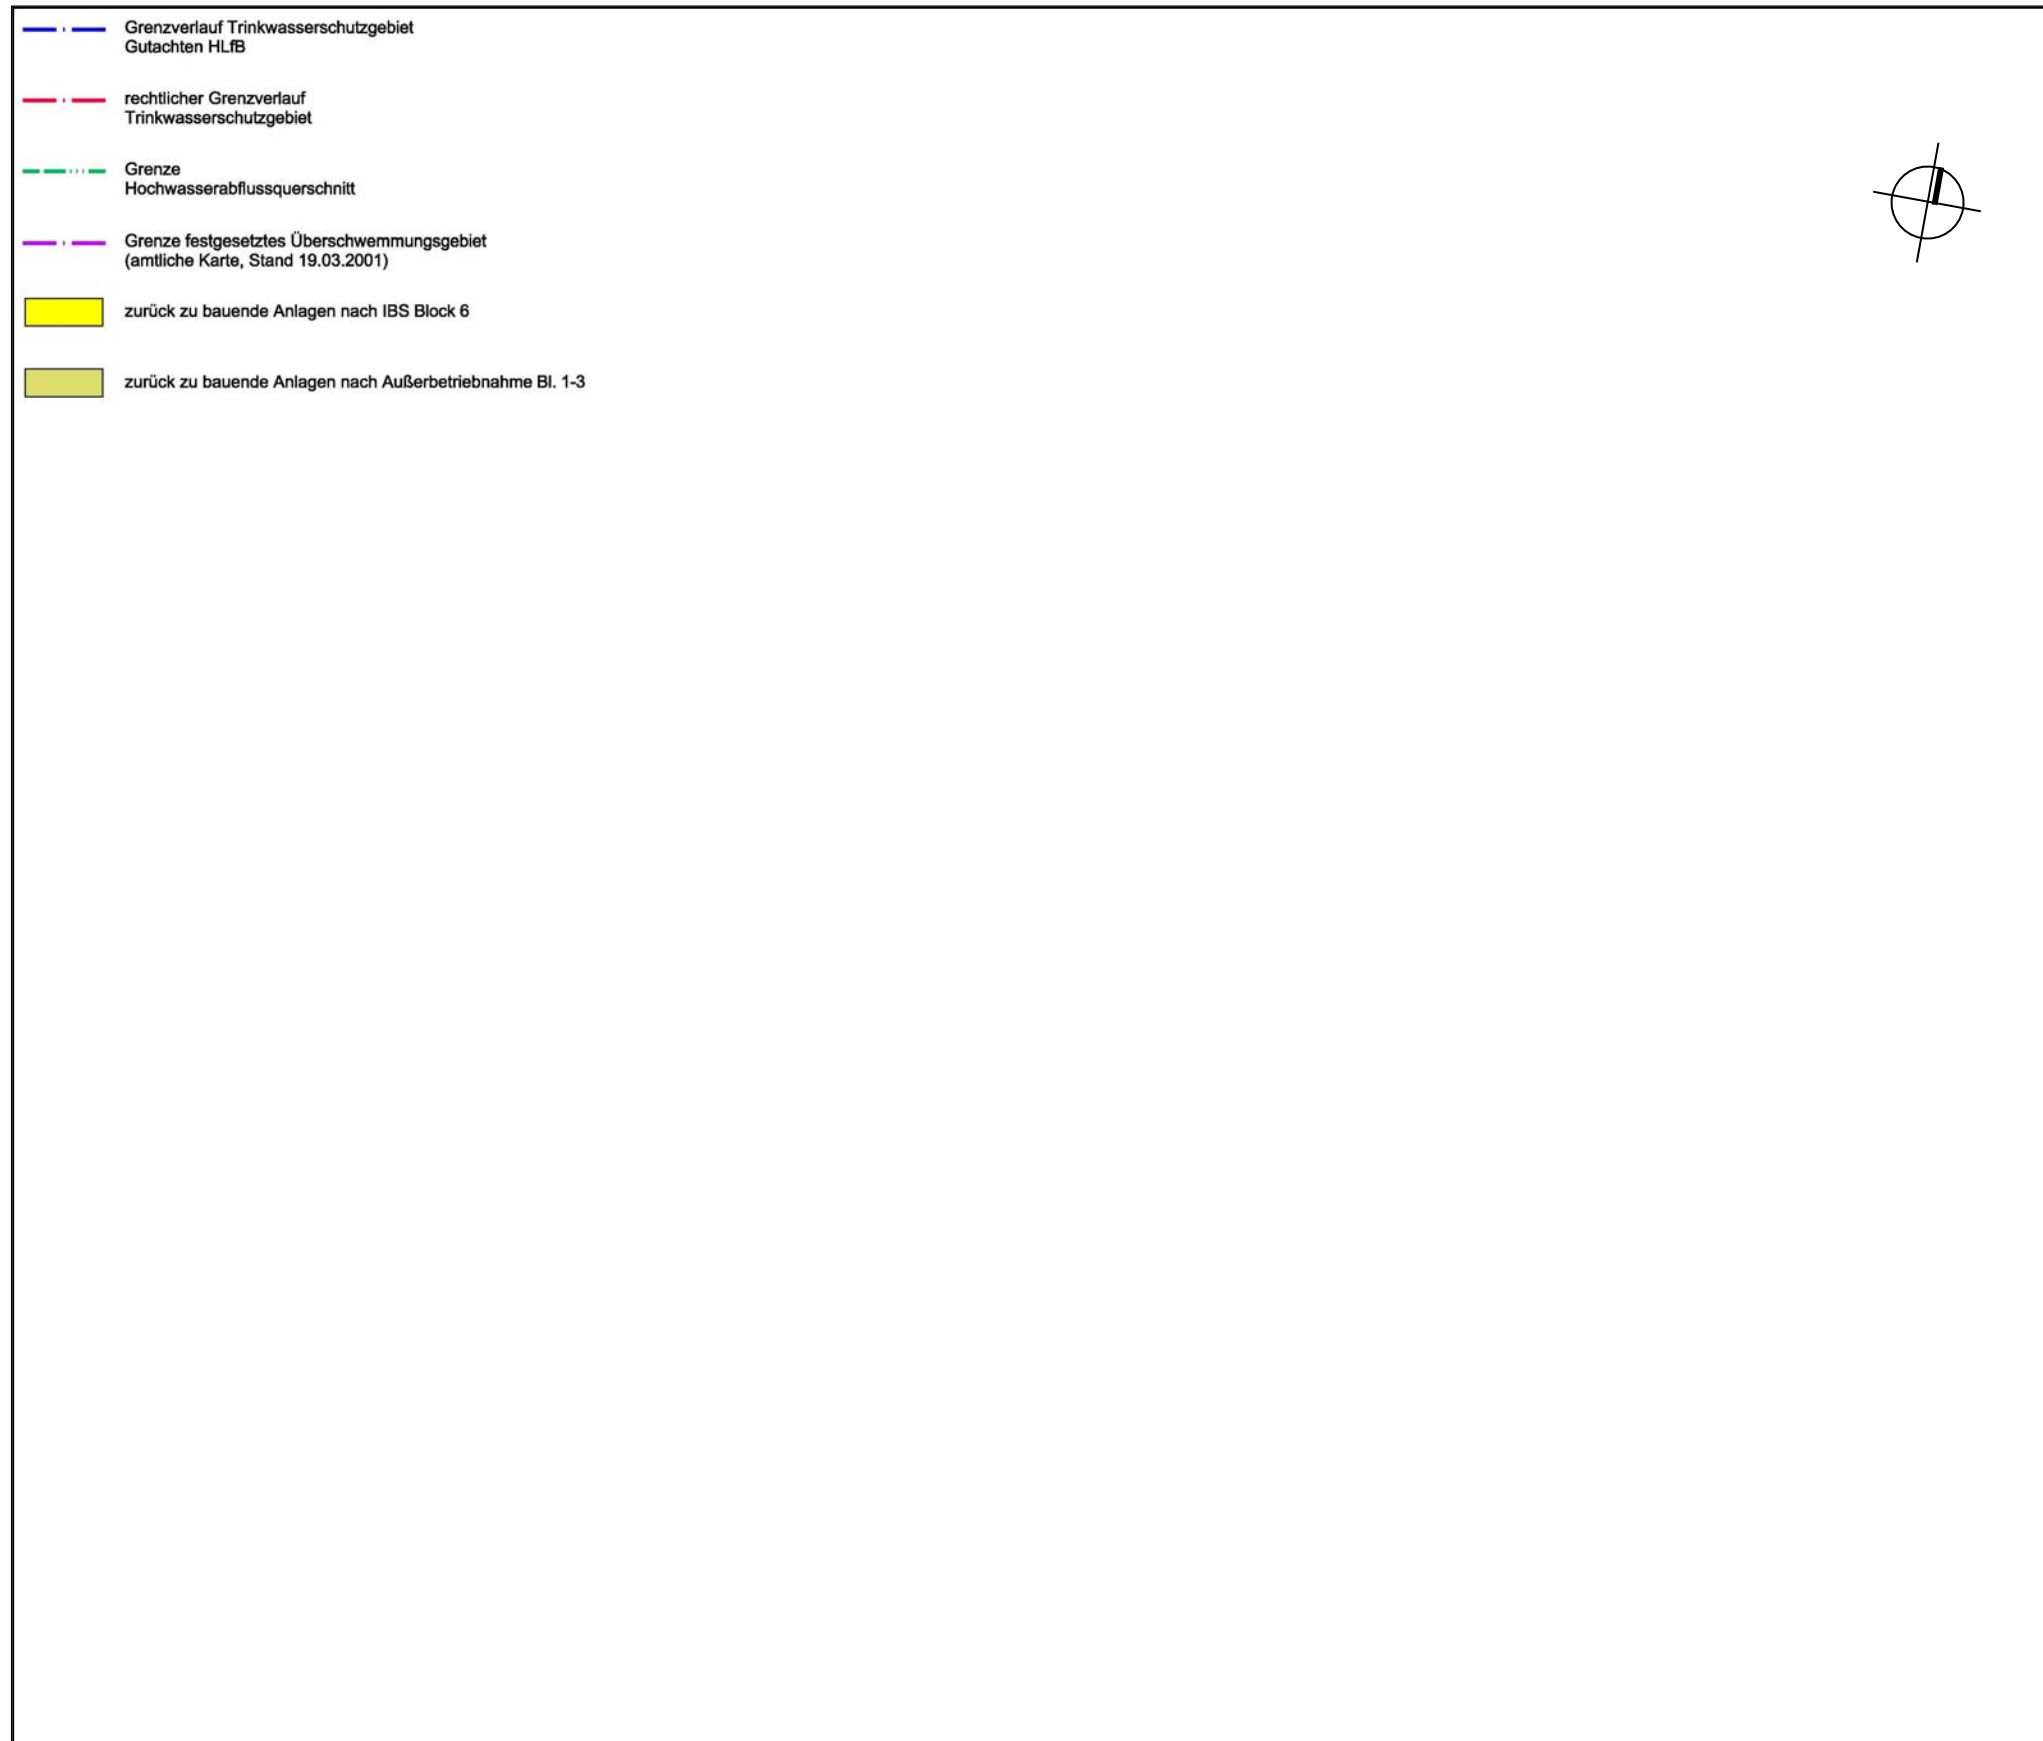 Grenzverlauf Trinkwasserschutzgebiet
Gutachten HLfB
rechtlicher Grenzverlauf
Trinkwasserschutzgebiet
Grenze
Hochwasserabflussquerschnitt
Grenze festgesetztes Überschwemmungsgebiet
(amtliche Karte, Stand 19.03.2001)
zurück zu bauende Anlagen nach IBS Block 6
zurück zu bauende Anlagen nach Außerbetriebnahme Bl. 1-3